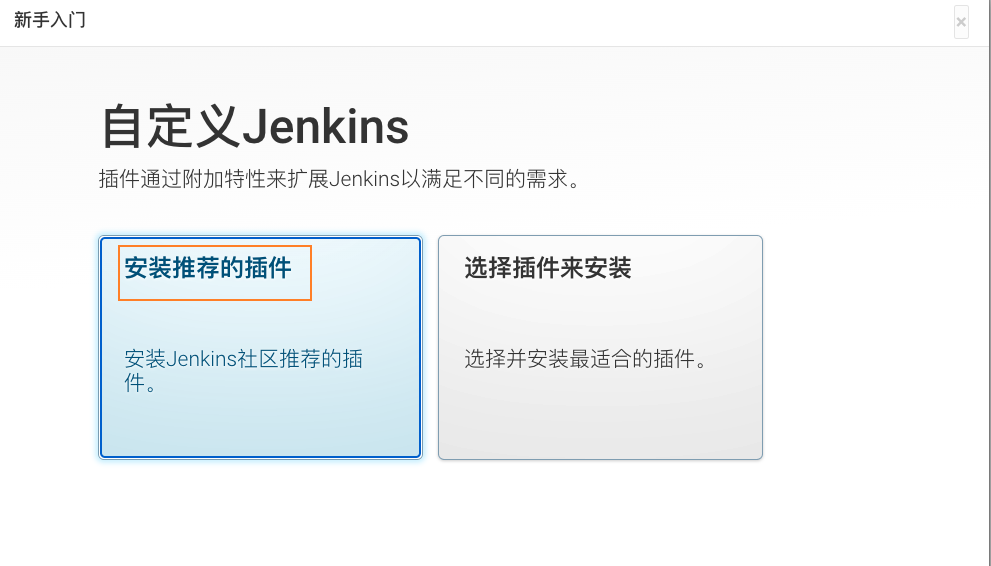 新手入门
×
自定义Jenkins
插件通过附加特性来扩展Jenkins以满足不同的需求。
安装推荐的插件
安装Jenkins社区推荐的插
件。
选择插件来安装
选择并安装最适合的插件。